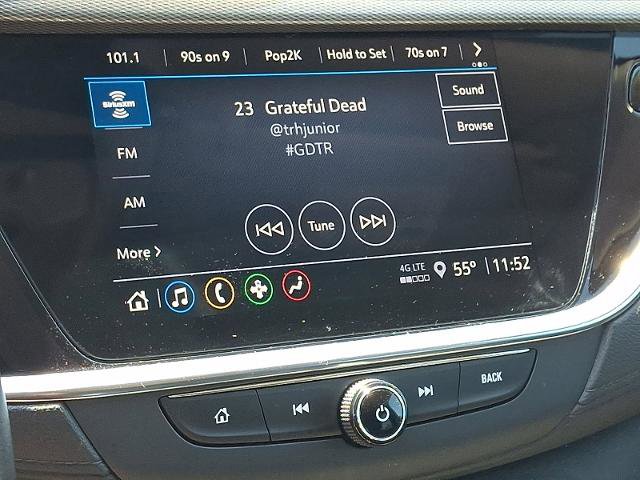 101.1 90s on 9 Pop2K Hold to Set 70s on 7
SiriusXM
23 Grateful Dead
@trhjunior
#GDTR
Sound
Browse
FM
AM
More
Tune
4G LTE
55° 11:52
BACK